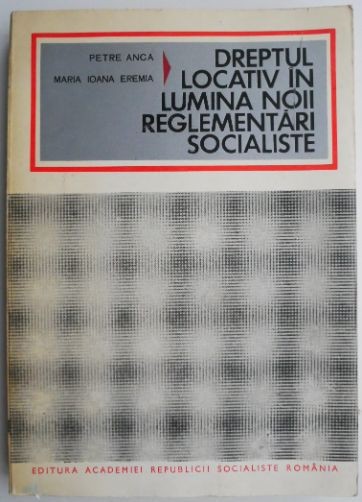 PETRE ANCA
MARIA IOANA EREMIA
DREPTUL
LOCATIV ÎN
LUMINA NOII
REGLEMENTĂRI
SOCIALISTE
EDITURA ACADEMIEI REPUBLICII SOCIALISTE ROMÂNIA